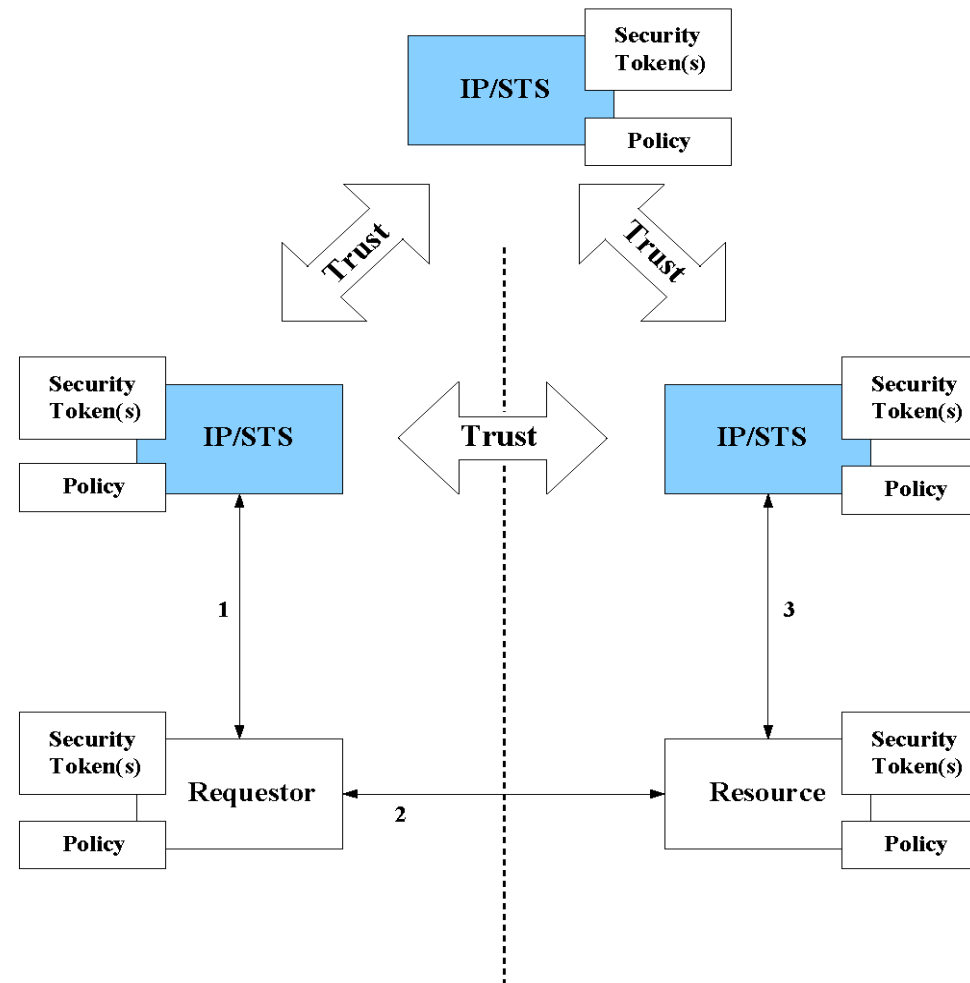 Security
Token(s)
IP/STS
Policy
Trust
Trust
Security
Token(s)
IP/STS
Policy
Trust
Security
Token(s)
IP/STS
Policy
1
3
Security
Token(s)
Requestor
Policy
2
Security
Token(s)
Resource
Policy